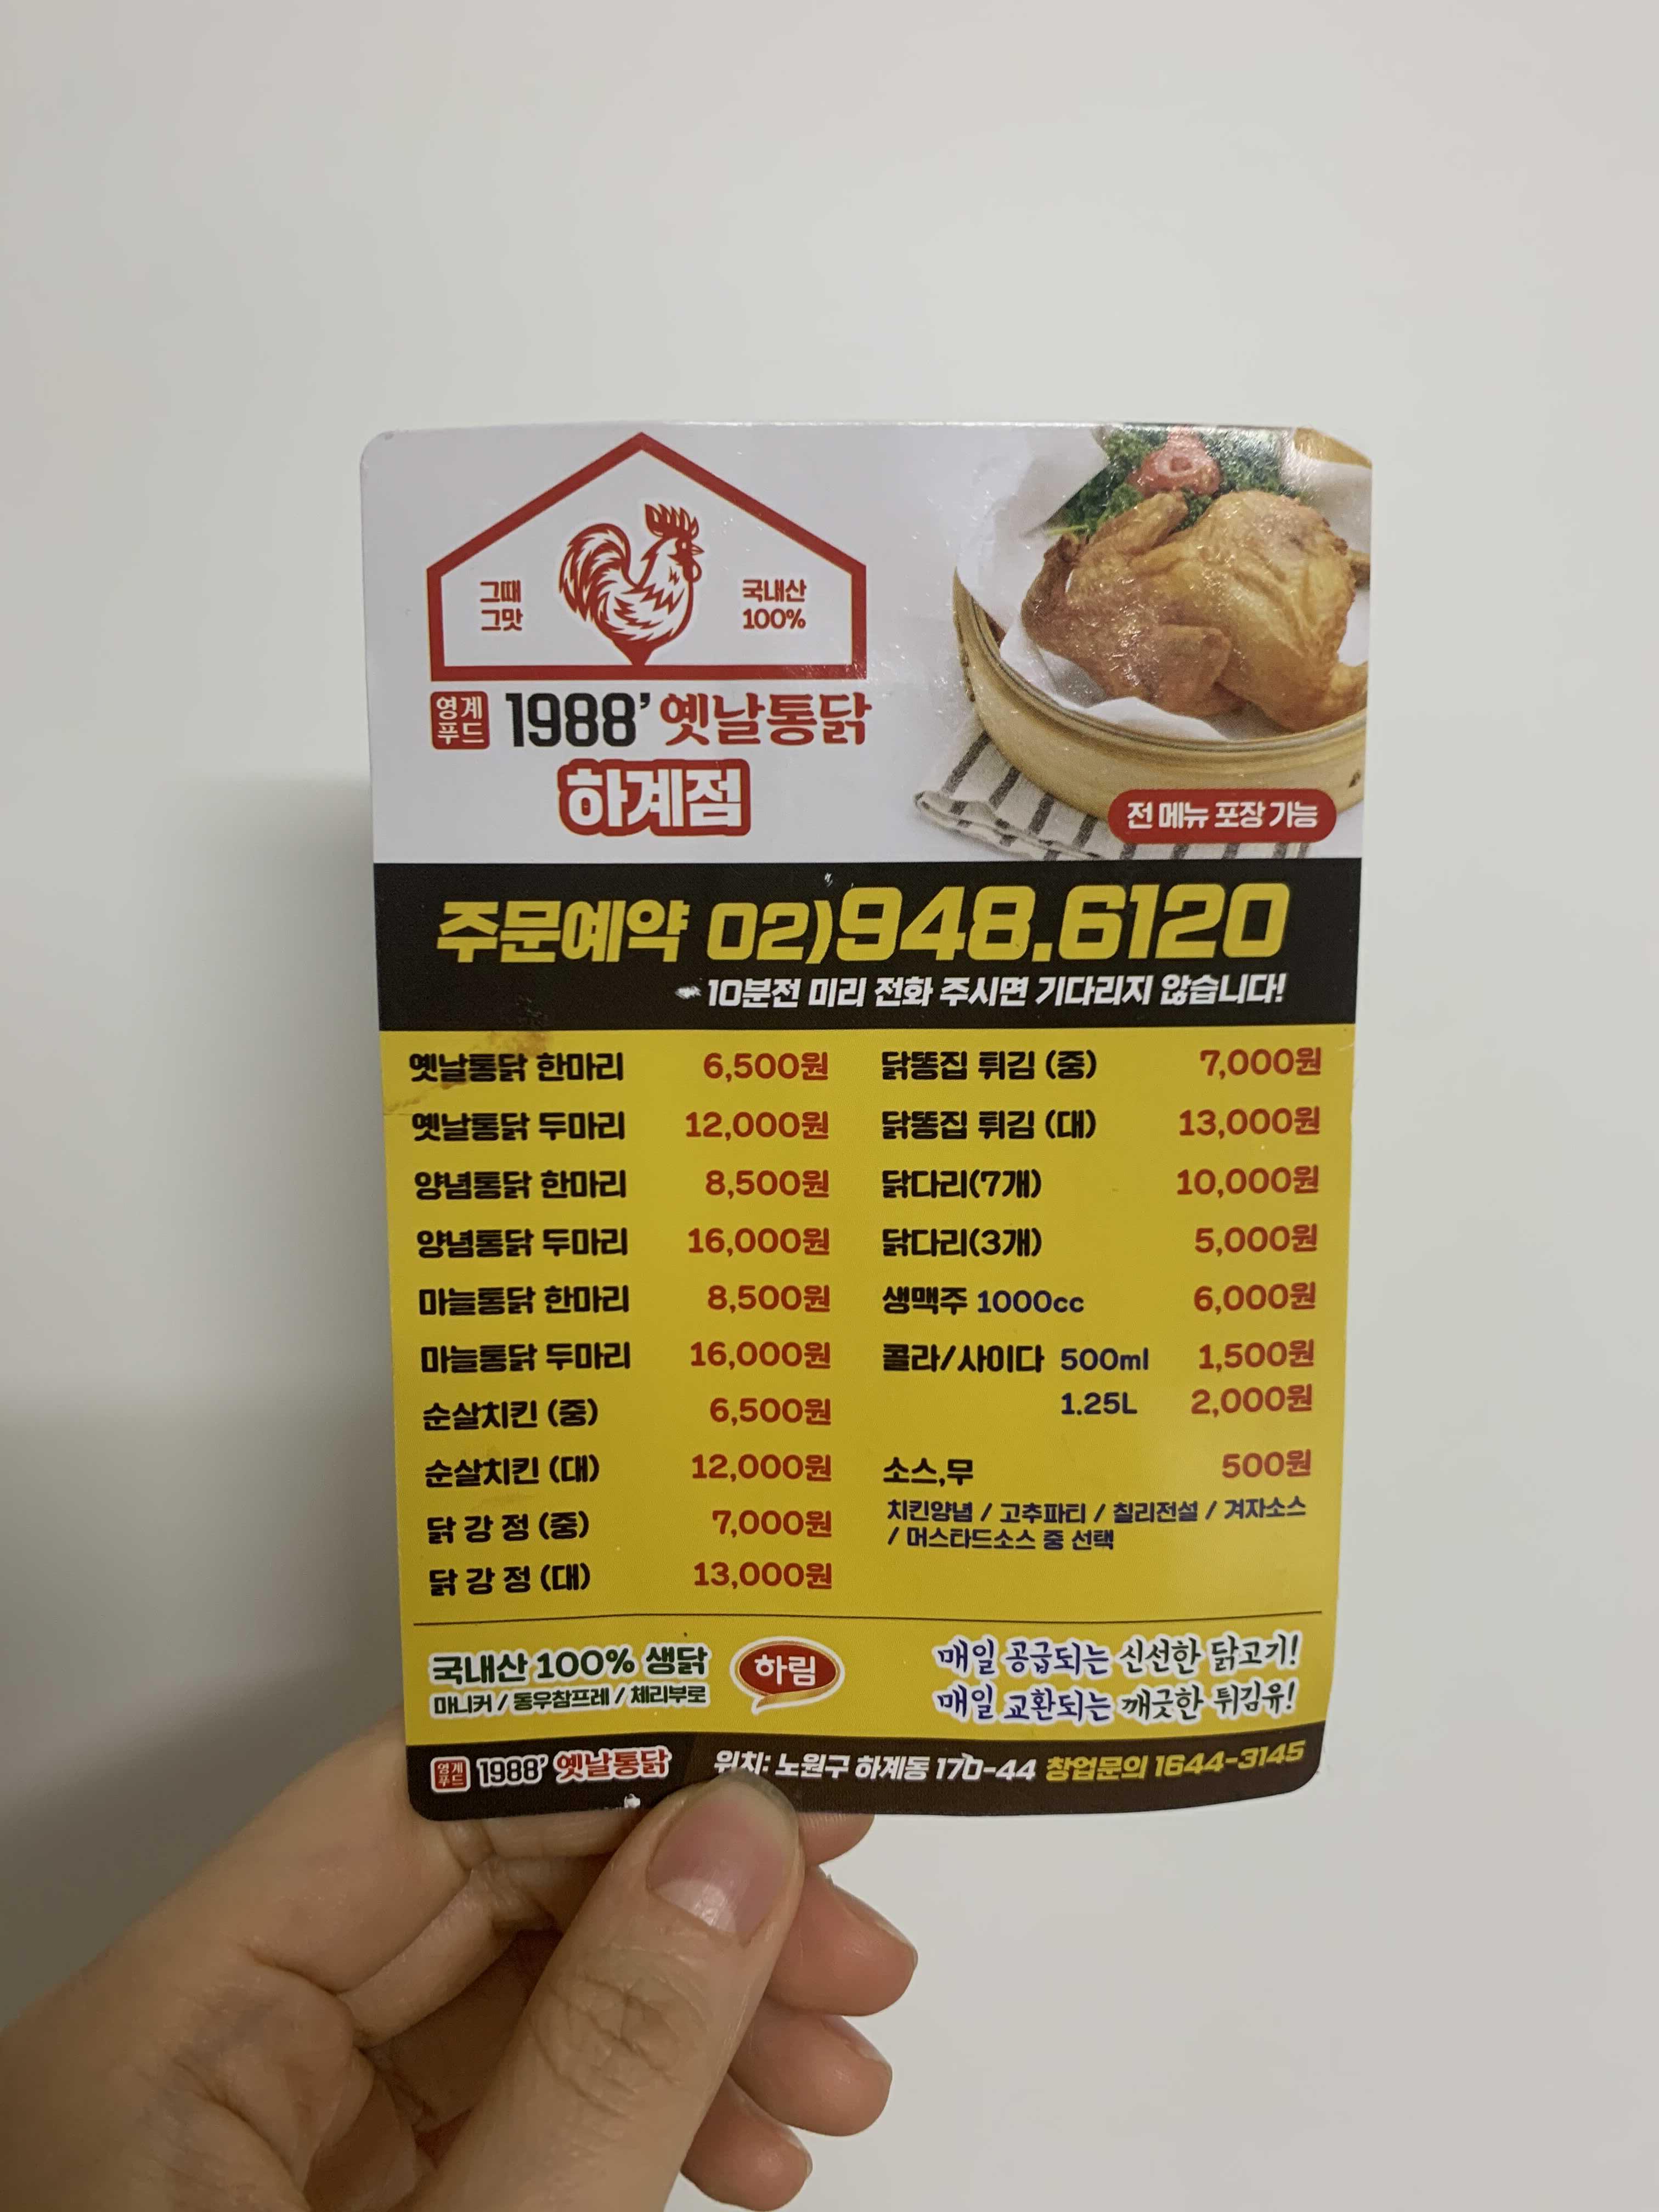 그때
그맛
국내산
100%
영계
푸드
1988' 옛날통닭
하계점
전 메뉴 포장 가능
주문예약 02)948.6120
10분전 미리 전화 주시면 기다리지 않습니다!
옛날통닭 한마리 6,500원
옛날통닭 두마리 12,000원
양념통닭 한마리 8,500원
양념통닭 두마리 16,000원
마늘통닭 한마리 8,500원
마늘통닭 두마리 16,000원
순살치킨 (중) 6,500원
순살치킨 (대) 12,000원
닭 강 정 (중) 7,000원
닭 강 정 (대) 13,000원
닭똥집 튀김 (중) 7,000원
닭똥집 튀김 (대) 13,000원
닭다리(7개) 10,000원
닭다리(3개) 5,000원
생맥주 1000cc 6,000원
콜라/사이다 500ml 1,500원
1.25L 2,000원
소스,무 500원
치킨양념 / 고추파티 / 칠리전설 / 겨자소스
/ 머스타드소스 중 선택
국내산 100% 생닭
마니커 / 동우참프레 / 체리부로
하림
매일 공급되는 신선한 닭고기!
매일 교환되는 깨긋한 튀김유!
영계
푸드
1988' 옛날통닭
위치: 노원구 하계동 170-44 창업문의 1644-3145